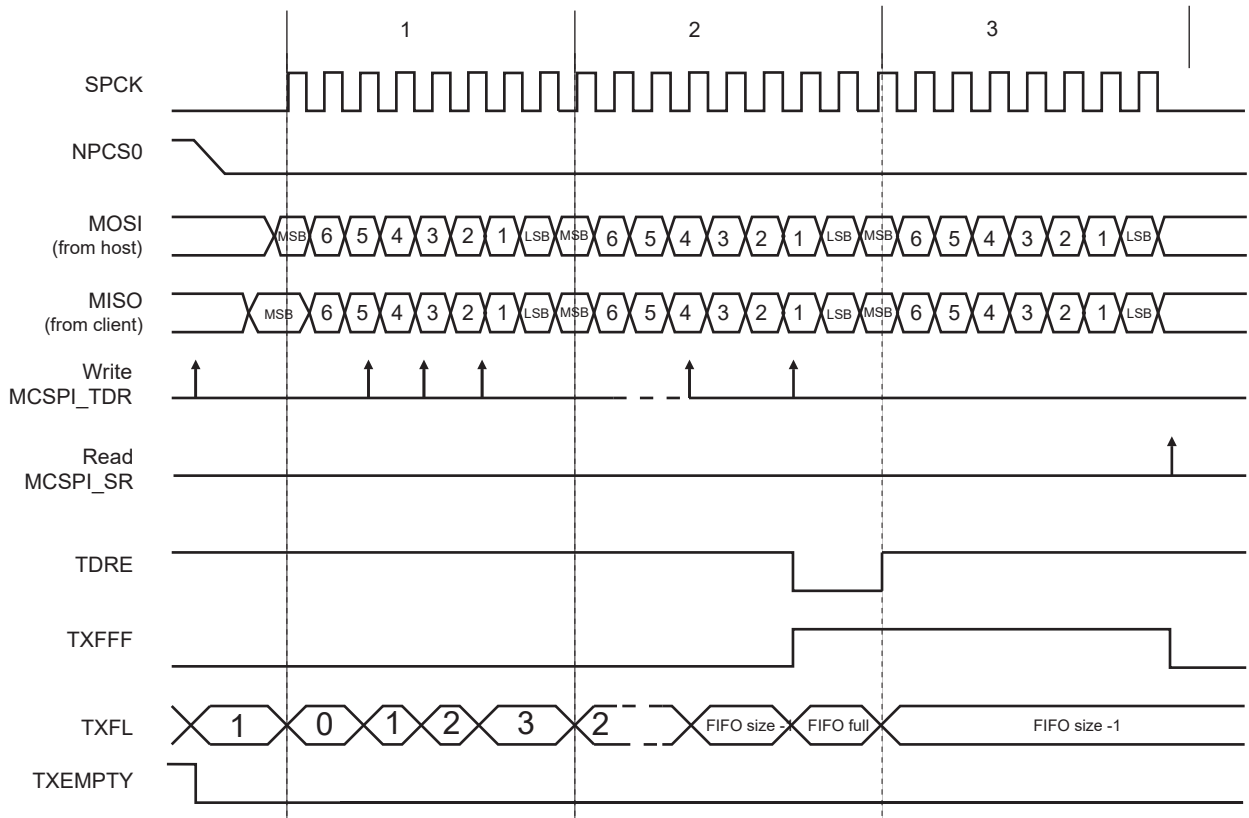 1 2 3
SPCK
NPCS0
MOSI
(from host)
MSB 6 5 4 3 2 1 LSB MSB 6 5 4 3 2 1 LSB MSB 6 5 4 3 2 1 LSB
MISO
(from client)
MSB 6 5 4 3 2 1 LSB MSB 6 5 4 3 2 1 LSB MSB 6 5 4 3 2 1 LSB
Write
MCSPI_TDR
Read
MCSPI_SR
TDRE
TXFFF
TXFL 1 0 1 2 3 2 FIFO size -1 FIFO full FIFO size -1
TXEMPTY